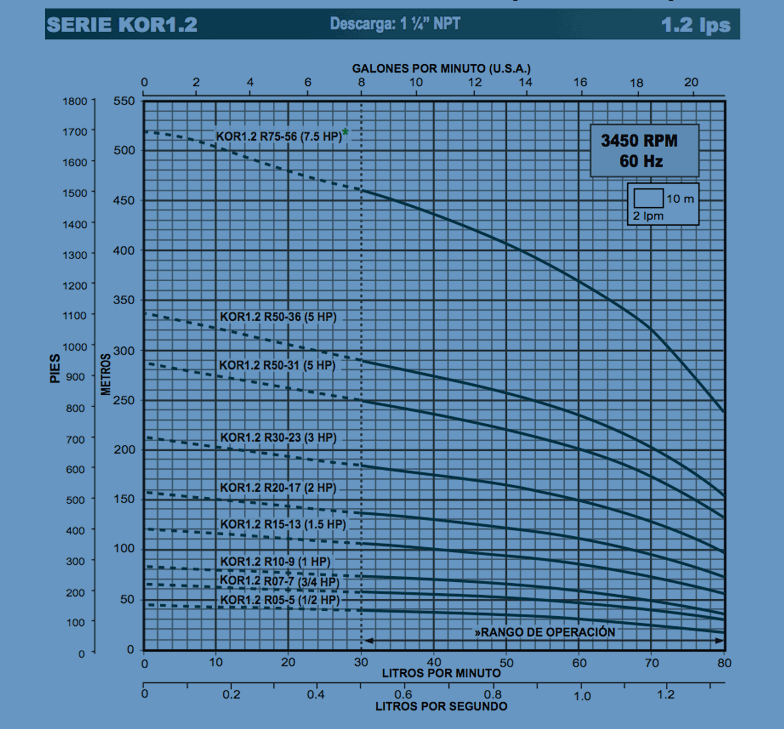 SERIE KOR1.2 Descarga: 1 ¼” NPT 1.2 lps
GALONES POR MINUTO (U.S.A.)
0 2 4 6 8 10 12 14 16 18 20
1800 550
1700
KOR1.2 R75-56 (7.5 HP)*
3450 RPM
60 Hz
1600 500
10 m
2 lpm
1500 450
1400 400
1300
1200 350
1100 KOR1.2 R50-36 (5 HP)
1000 300
KOR1.2 R50-31 (5 HP)
PIES
METROS
900 250
800
KOR1.2 R30-23 (3 HP)
700 200
600
KOR1.2 R20-17 (2 HP)
500 150
KOR1.2 R15-13 (1.5 HP)
400 100
KOR1.2 R10-9 (1 HP)
300
KOR1.2 R07-7 (3/4 HP)
200 50
KOR1.2 R05-5 (1/2 HP)
100
»RANGO DE OPERACIÓN
0 0
0 10 20 30 40 50 60 70 80
LITROS POR MINUTO
0 0.2 0.4 0.6 0.8 1.0 1.2
LITROS POR SEGUNDO